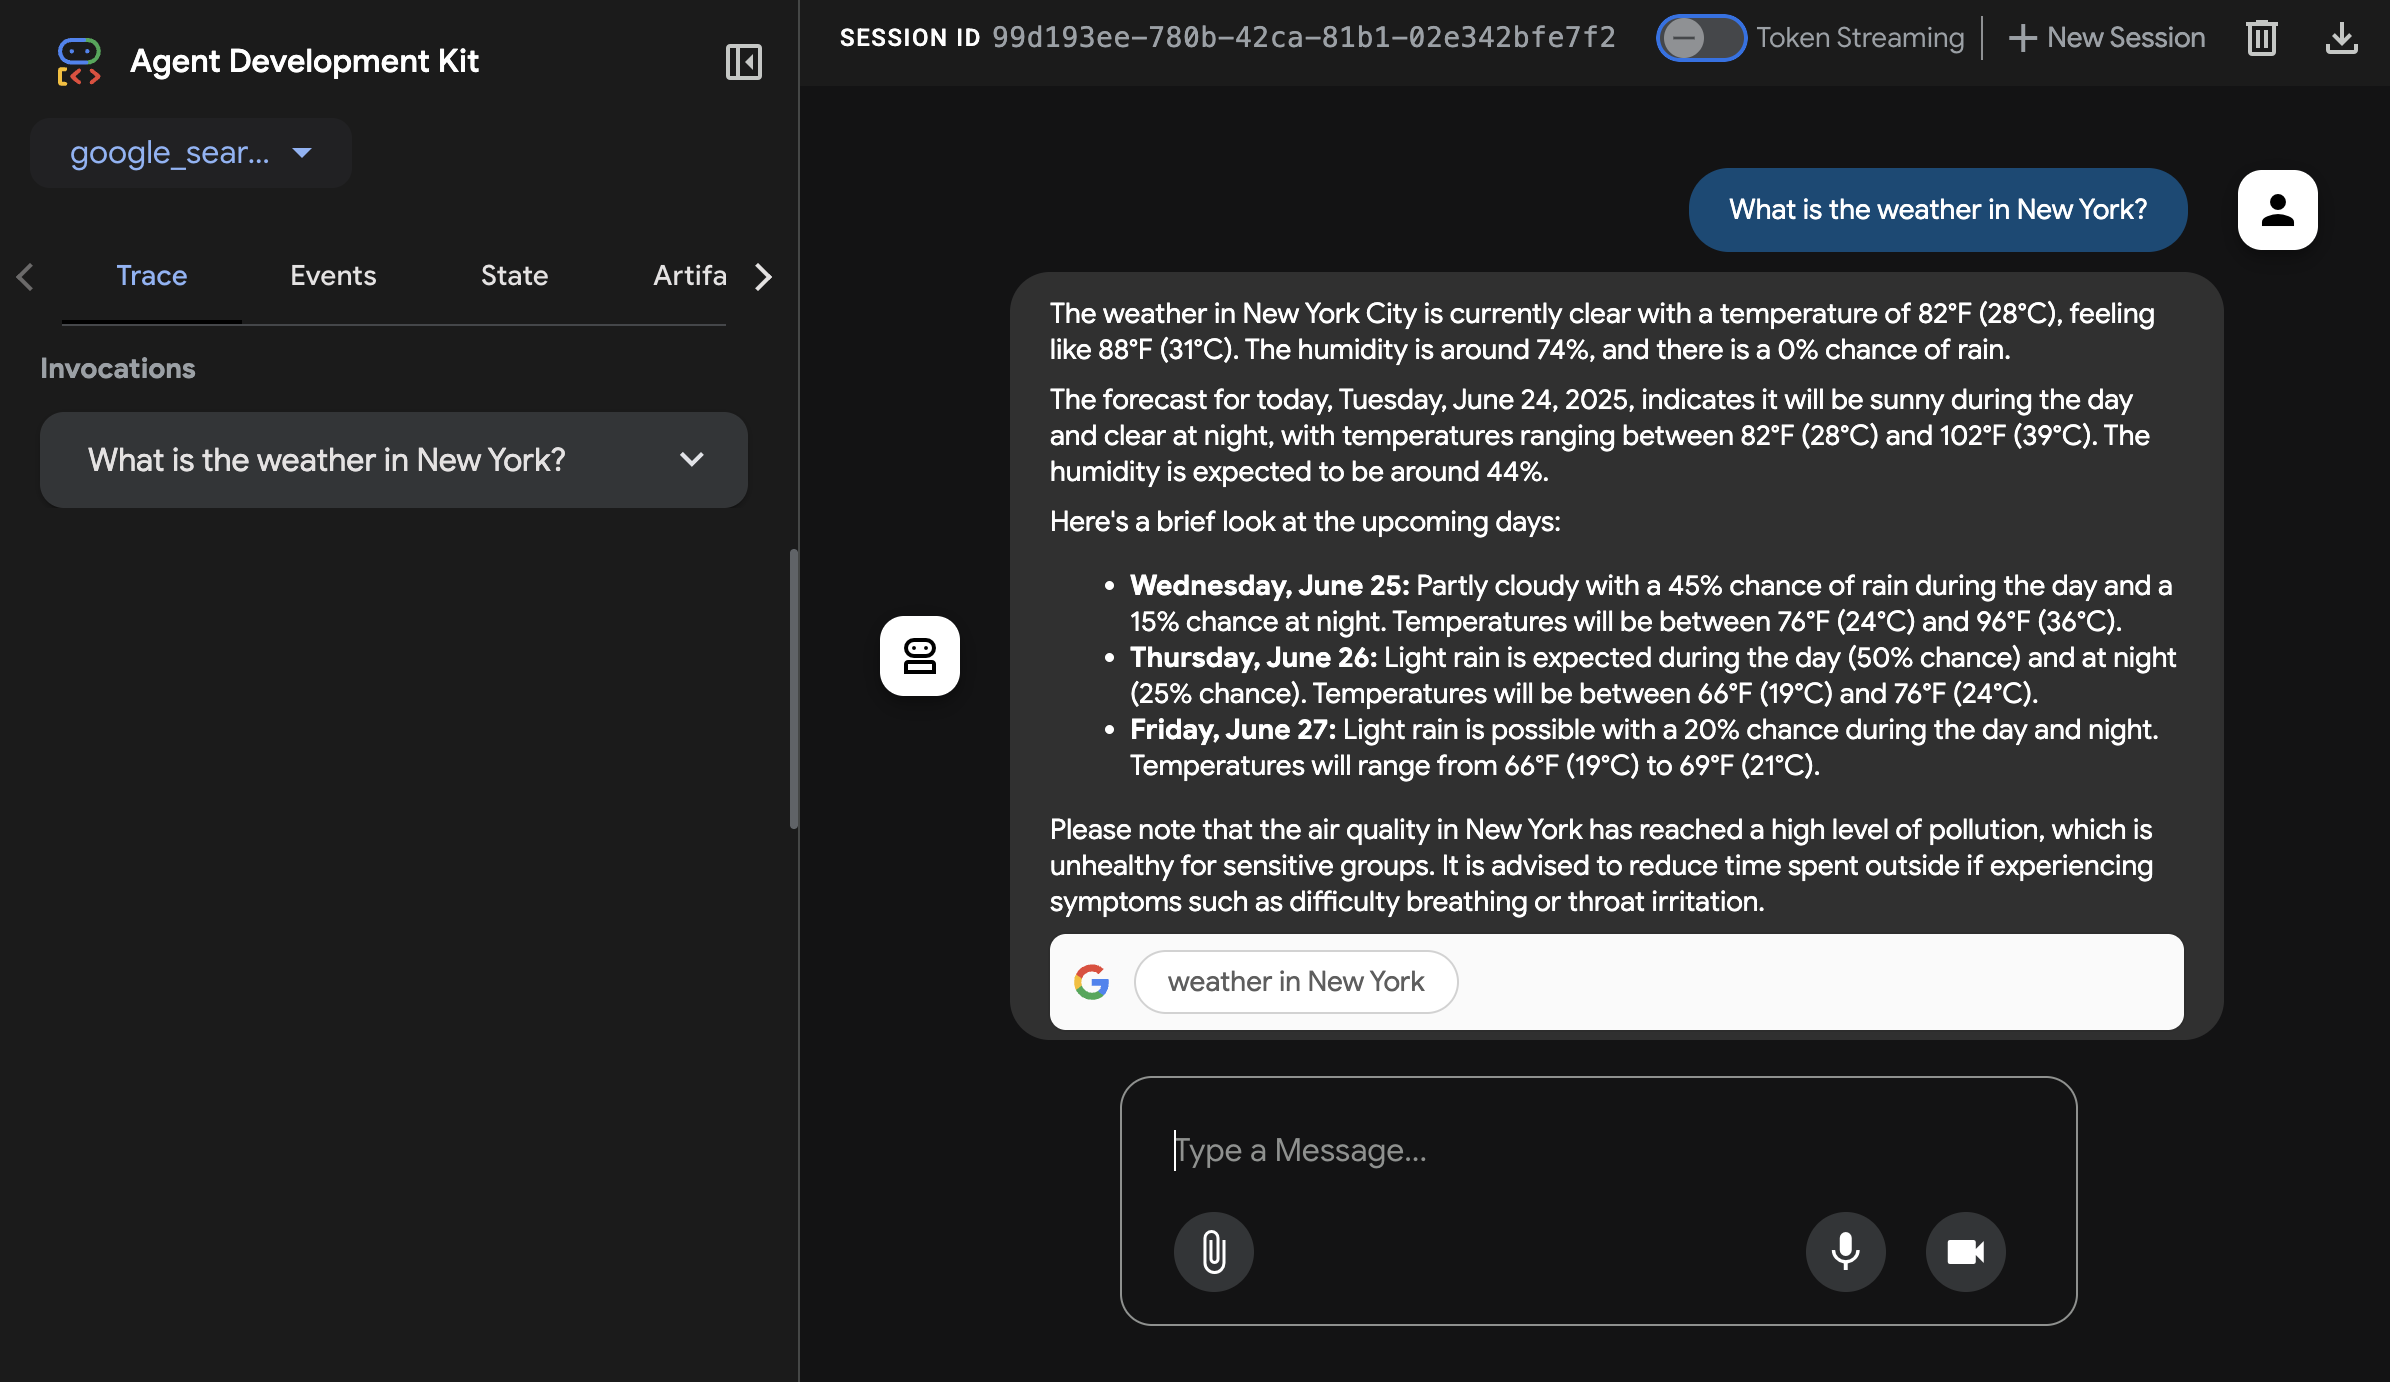 Agent Development Kit
google_sear...
Trace Events State Artifa
Invocations
What is the weather in New York?
SESSION ID 99d193ee-780b-42ca-81b1-02e342bfe7f2 Token Streaming New Session
What is the weather in New York?
The weather in New York City is currently clear with a temperature of 82°F (28°C), feeling
like 88°F (31°C). The humidity is around 74%, and there is a 0% chance of rain.
The forecast for today, Tuesday, June 24, 2025, indicates it will be sunny during the day
and clear at night, with temperatures ranging between 82°F (28°C) and 102°F (39°C). The
humidity is expected to be around 44%.
Here's a brief look at the upcoming days:
• Wednesday, June 25: Partly cloudy with a 45% chance of rain during the day and a
15% chance at night. Temperatures will be between 76°F (24°C) and 96°F (36°C).
• Thursday, June 26: Light rain is expected during the day (50% chance) and at night
(25% chance). Temperatures will be between 66°F (19°C) and 76°F (24°C).
• Friday, June 27: Light rain is possible with a 20% chance during the day and night.
Temperatures will range from 66°F (19°C) to 69°F (21°C).
Please note that the air quality in New York has reached a high level of pollution, which is
unhealthy for sensitive groups. It is advised to reduce time spent outside if experiencing
symptoms such as difficulty breathing or throat irritation.
weather in New York
Type a Message...